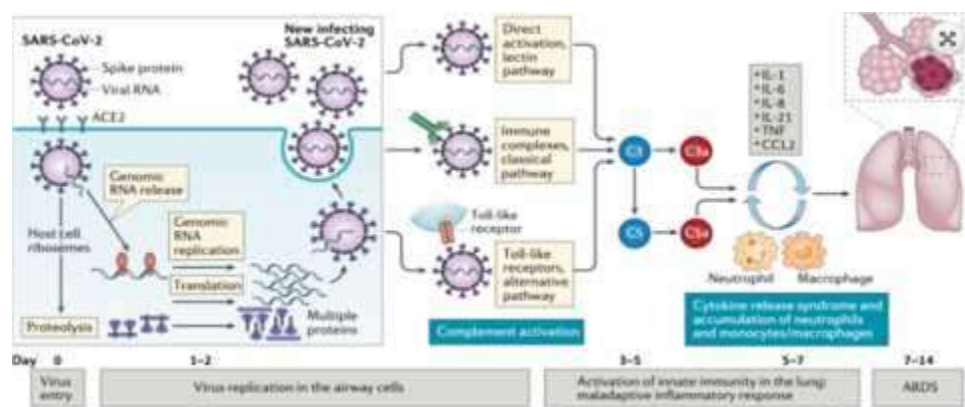 SARS-CoV-2
Spike protein
Viral RNA
ACE2
New infecting
SARS-CoV-2
Genomic
RNA release
Host cell
ribosomes
Genomic
RNA
replication
Translation
Proteolysis
Multiple
proteins
Direct
activation,
lectin
pathway
Immune
complexes,
classical
pathway
Toll-like
receptor
Toll-like
receptors,
alternative
pathway
Complement activation
C3
C3a
C5
C5a
• IL-1
• IL-6
• IL-8
• IL-21
• TNF
• CCL2
Neutrophil
Macrophage
Cytokine release syndrome and
accumulation of neutrophils
and monocytes/macrophages
Day 0 1–2 3–5 5–7 7–14
Virus
entry
Virus replication in the airway cells
Activation of innate immunity in the lung:
maladaptive inflammatory response
ARDS